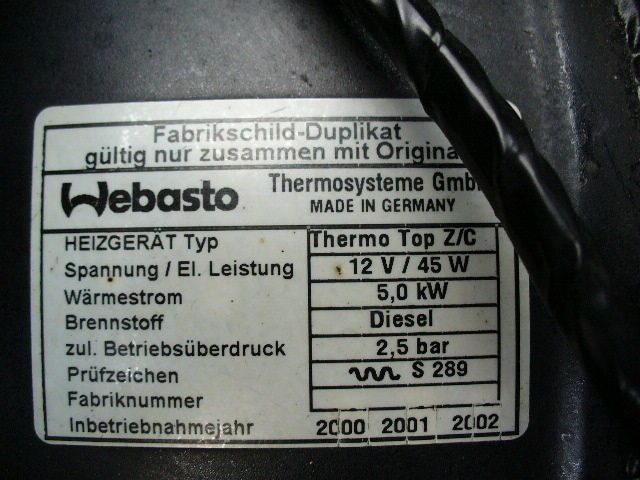 Fabrikschild-Duplikat
gültig nur zusammen mit Origina
Webasto Thermosysteme Gmb
MADE IN GERMANY
HEIZGERÄT Typ Thermo Top Z/C
Spannung / El. Leistung 12 V / 45 W
Wärmestrom 5,0 kW
Brennstoff Diesel
zul. Betriebsüberdruck 2,5 bar
Prüfzeichen S 289
Fabriknummer
Inbetriebnahmejahr 2000 2001 2002